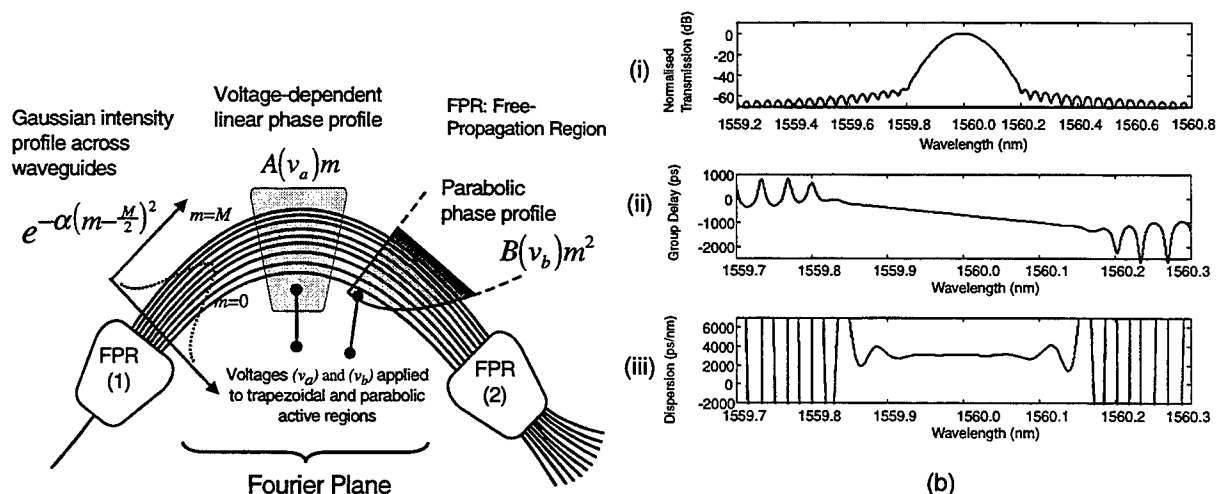 Gaussian intensity
profile across
waveguides
e^{-α(m-\frac{M}{2})^2}
m=M
m=0
Voltage-dependent
linear phase profile
A(v_a)m
FPR: Free-
Propagation Region
Parabolic
phase profile
B(v_b)m^2
FPR
(1)
Voltages (v_a) and (v_b) applied
to trapezoidal and parabolic
active regions
FPR
(2)
Fourier Plane
(i)
Normalised
Transmission (dB)
0
-20
-40
-60
1559.2 1559.4 1559.6 1559.8 1560.0 1560.2 1560.4 1560.6 1560.8
Wavelength (nm)
(ii)
Group Delay (ps)
1000
0
-1000
-2000
1559.7 1559.8 1559.9 1560.0 1560.1 1560.2 1560.3
Wavelength (nm)
(iii)
Dispersion (ps/nm)
6000
4000
2000
0
-2000
1559.7 1559.8 1559.9 1560.0 1560.1 1560.2 1560.3
Wavelength (nm)
(b)